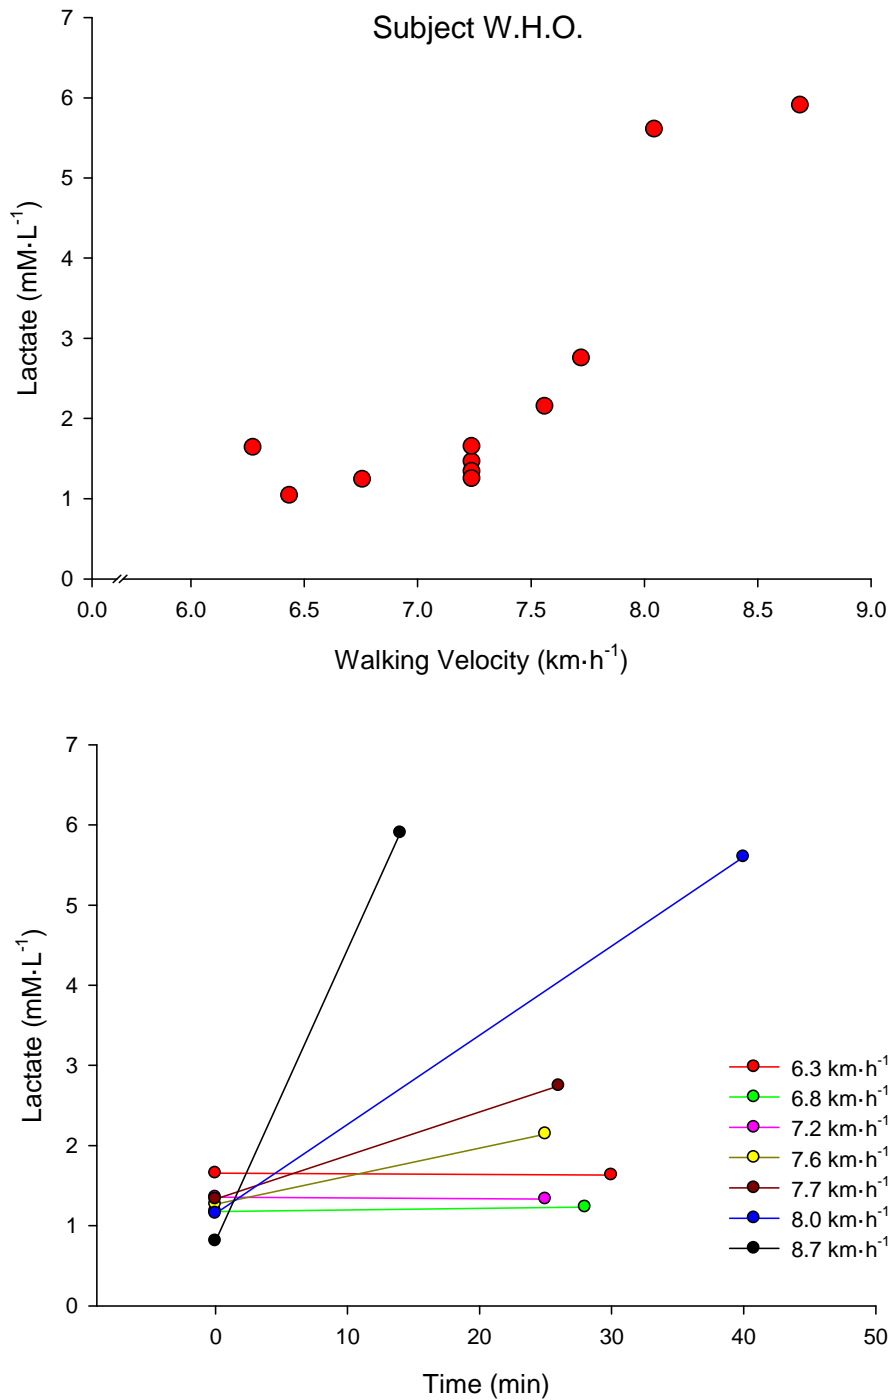 Subject W.H.O.
7
6
5
4
3
2
1
0
Lactate (mM·L⁻¹)
0.0 6.0 6.5 7.0 7.5 8.0 8.5 9.0
Walking Velocity (km·h⁻¹)
7
6
5
4
3
2
1
0
Lactate (mM·L⁻¹)
6.3 km·h⁻¹
6.8 km·h⁻¹
7.2 km·h⁻¹
7.6 km·h⁻¹
7.7 km·h⁻¹
8.0 km·h⁻¹
8.7 km·h⁻¹
0 10 20 30 40 50
Time (min)